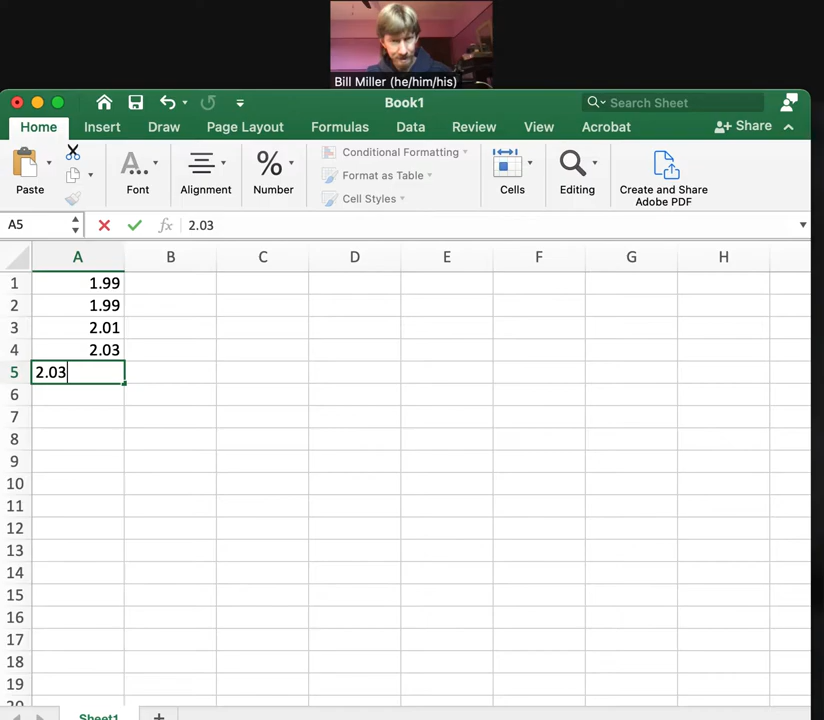 Bill Miller (he/him/his)
Book1
Search Sheet
Home Insert Draw Page Layout Formulas Data Review View Acrobat Share
Paste Font Alignment Number Conditional Formatting Format as Table Cell Styles Cells Editing Create and Share Adobe PDF
A5 fx 2.03
A B C D E F G H
1 1.99
2 1.99
3 2.01
4 2.03
5 2.03
6
7
8
9
10
11
12
13
14
15
16
17
18
19
20
Sheet1 +